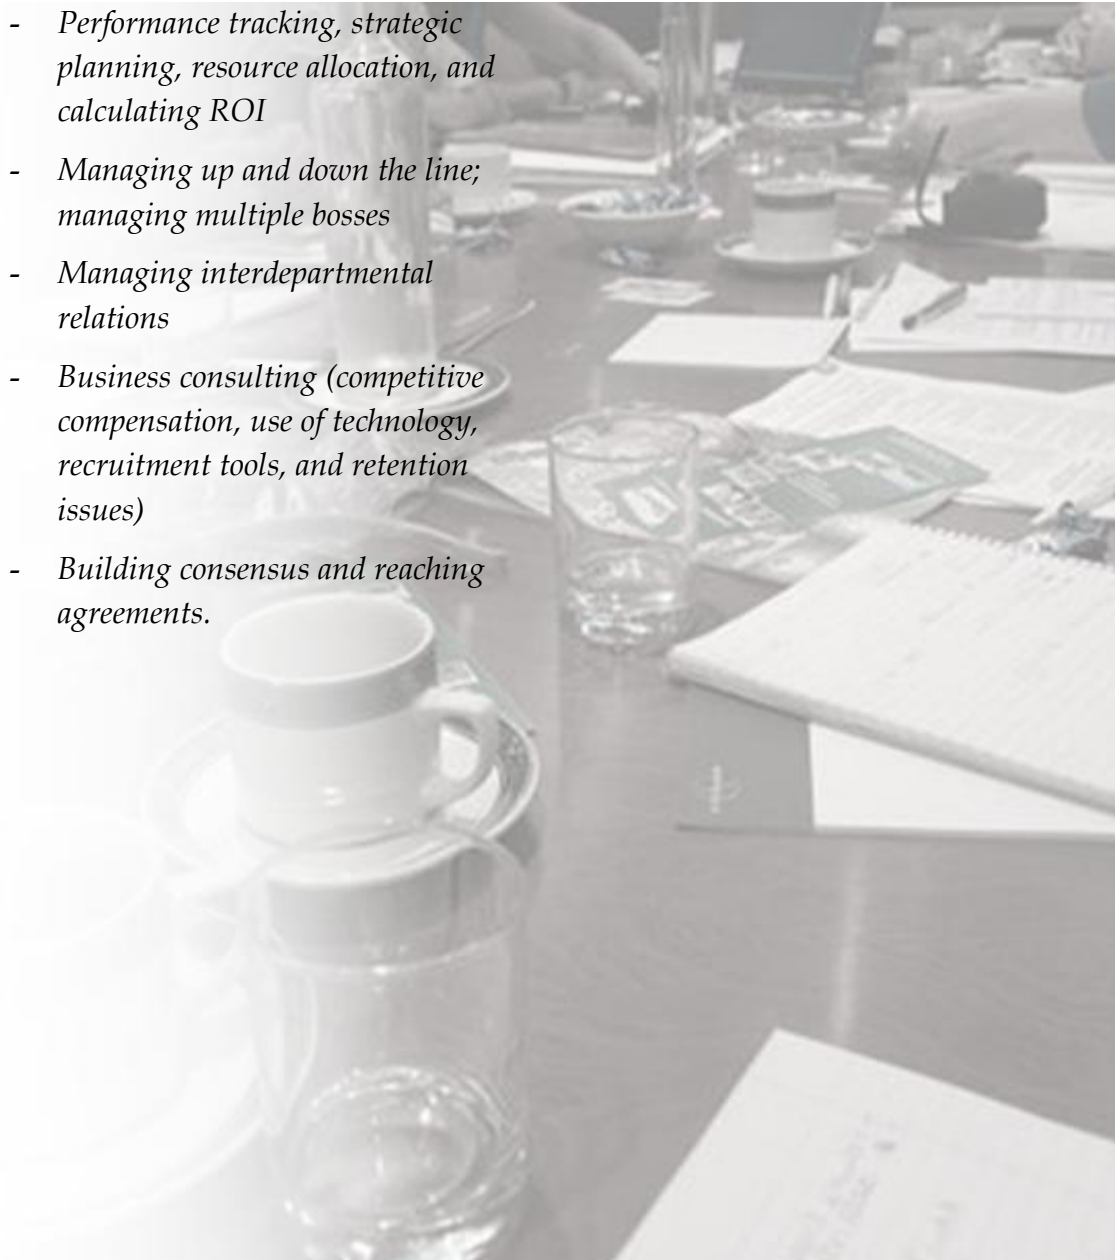 - Performance tracking, strategic
planning, resource allocation, and
calculating ROI
- Managing up and down the line;
managing multiple bosses
- Managing interdepartmental
relations
- Business consulting (competitive
compensation, use of technology,
recruitment tools, and retention
issues)
- Building consensus and reaching
agreements.